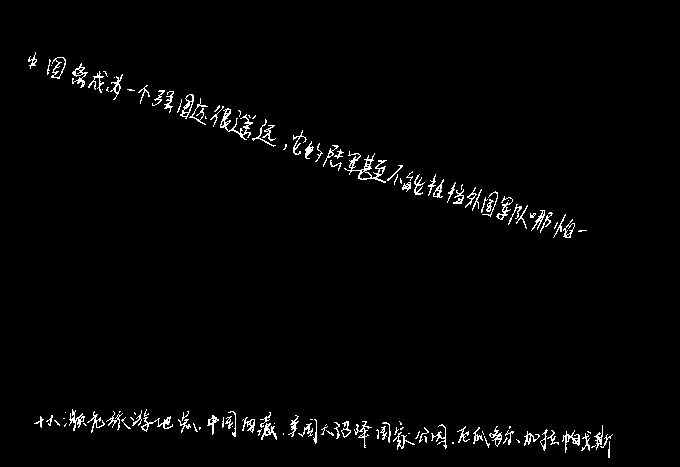 中国离成为一个强国还很遥远，它的陆军甚至不能抵挡外国军队哪怕一
十大濒危旅游地点，中国西藏、美国大沼泽国家公园、厄瓜多尔加拉帕戈斯